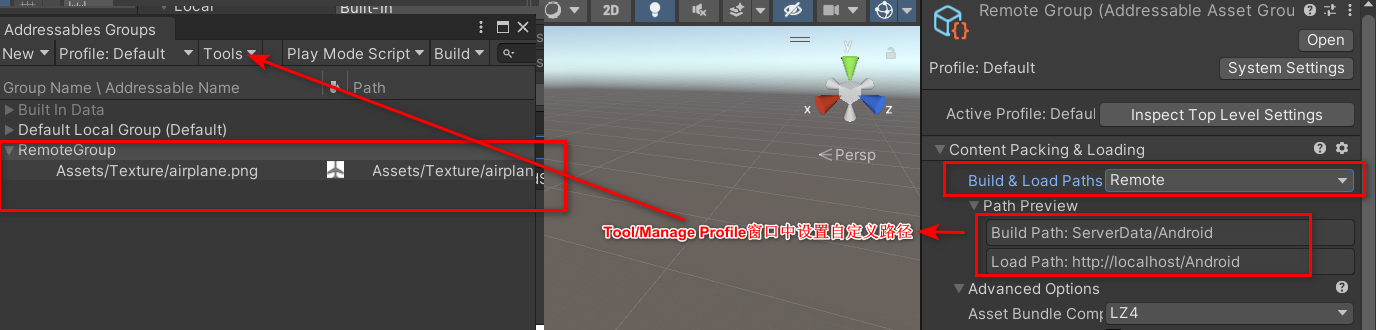 Local
Built-In
Addressables Groups
New
Profile: Default
Tools
Play Mode Script
Build
Group Name \ Addressable Name
Path
Built In Data
Default Local Group (Default)
RemoteGroup
Assets/Texture/airplane.png
Assets/Texture/airplan
2D
y
x
z
Persp
Tool/Manage Profile窗口中设置自定义路径
Remote Group (Addressable Asset Grou
Open
Profile: Default
System Settings
Active Profile: Defaul
Inspect Top Level Settings
Content Packing & Loading
Build & Load Paths
Remote
Path Preview
Build Path: ServerData/Android
Load Path: http://localhost/Android
Advanced Options
Asset Bundle Comp
LZ4